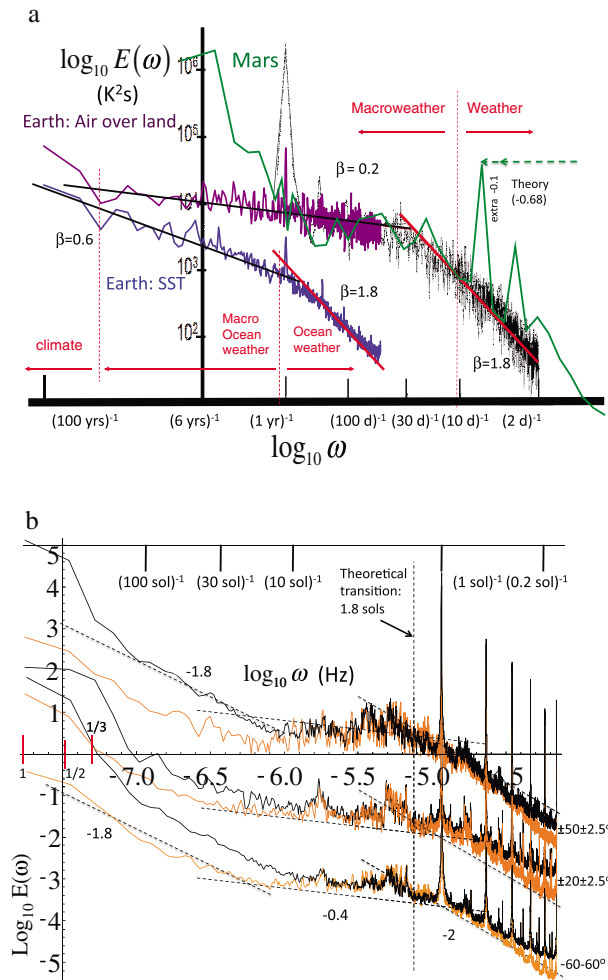 a
log₁₀ E(ω)
(K²s)
10⁸
Mars
Earth: Air over land
10⁶
Macroweather
Weather
β = 0.2
Theory
(-0.68)
extra -0.1
β=0.6
10³
Earth: SST
β=1.8
10²
Macro
Ocean
weather
Ocean
weather
climate
β=1.8
(100 yrs)⁻¹ (6 yrs)⁻¹ (1 yr)⁻¹ (100 d)⁻¹ (30 d)⁻¹ (10 d)⁻¹ (2 d)⁻¹
log₁₀ ω
b
5
(100 sol)⁻¹ (30 sol)⁻¹ (10 sol)⁻¹ (1 sol)⁻¹ (0.2 sol)⁻¹
Theoretical
transition:
1.8 sols
4
3
2
-1.8
log₁₀ ω (Hz)
1
1/3
0
1 1/2 -7.0 -6.5 -6.0 -5.5 -5.0 5
-1
-1.8
±50±2.5°
-2
±20±2.5°
-3
-0.4
-2
-4
-60-60°
-5
Log₁₀ E(ω)